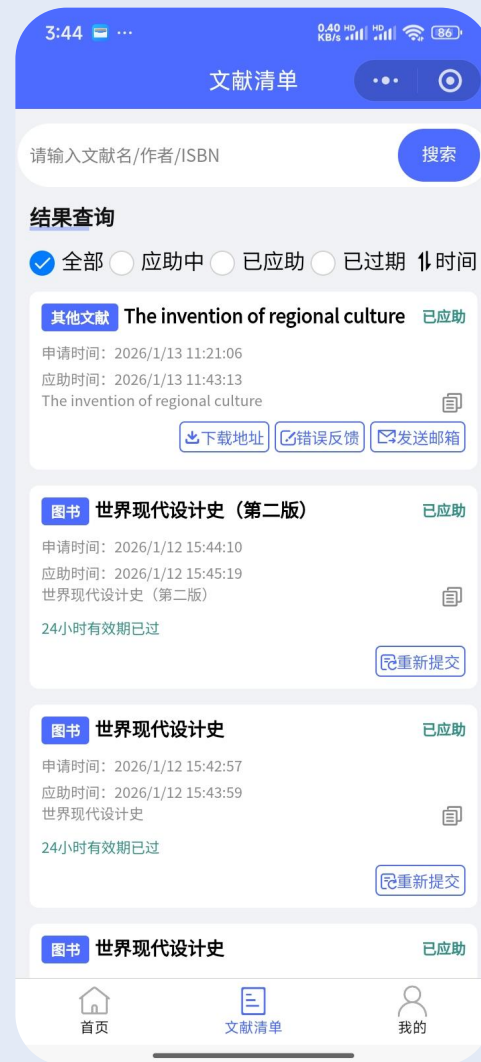 3:44 ··· 0.40 KB/s HD HD 86
文献清单
请输入文献名/作者/ISBN 搜索
结果查询
全部 应助中 已应助 已过期 时间
其他文献 The invention of regional culture 已应助
申请时间：2026/1/13 11:21:06
应助时间：2026/1/13 11:43:13
The invention of regional culture
下载地址 错误反馈 发送邮箱
图书 世界现代设计史（第二版） 已应助
申请时间：2026/1/12 15:44:10
应助时间：2026/1/12 15:45:19
世界现代设计史（第二版）
24小时有效期已过
重新提交
图书 世界现代设计史 已应助
申请时间：2026/1/12 15:42:57
应助时间：2026/1/12 15:43:59
世界现代设计史
24小时有效期已过
重新提交
图书 世界现代设计史 已应助
首页 文献清单 我的